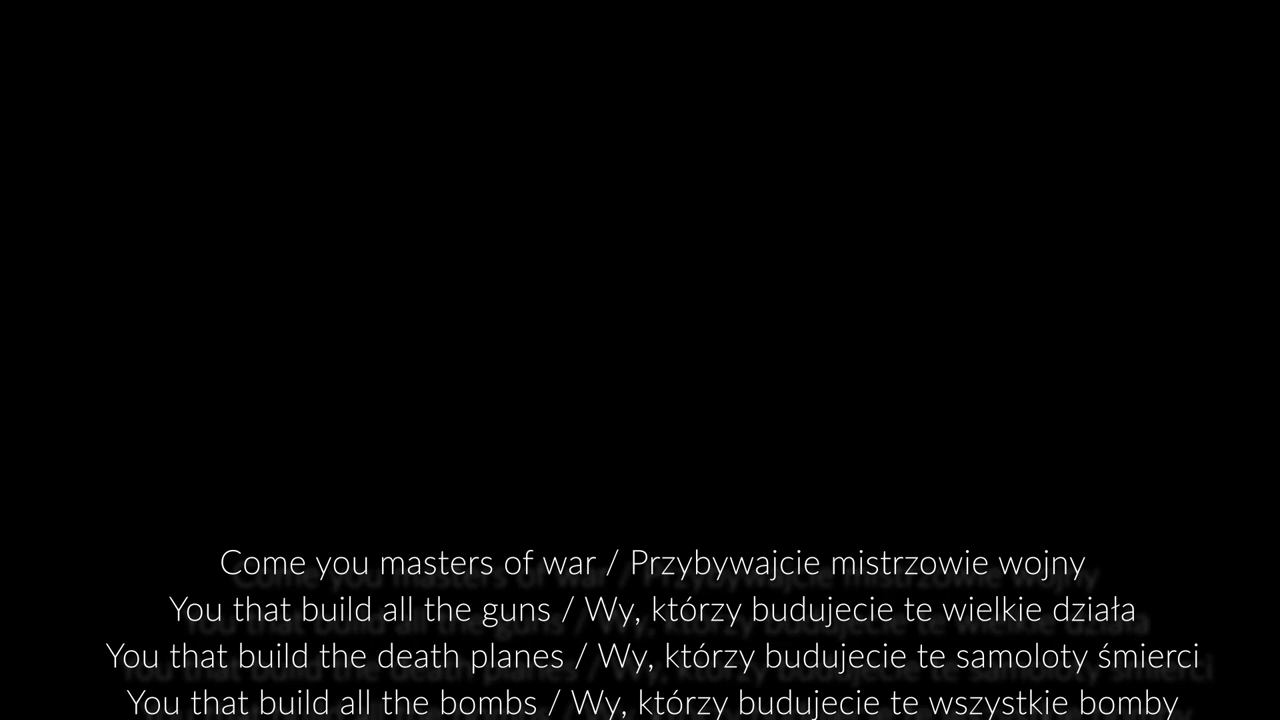 Come you masters of war / Przybywajcie mistrzowie wojny
You that build all the guns / Wy, którzy budujecie te wielkie działa
You that build the death planes / Wy, którzy budujecie te samoloty śmierci
You that build all the bombs / Wy, którzy budujecie te wszystkie bomby